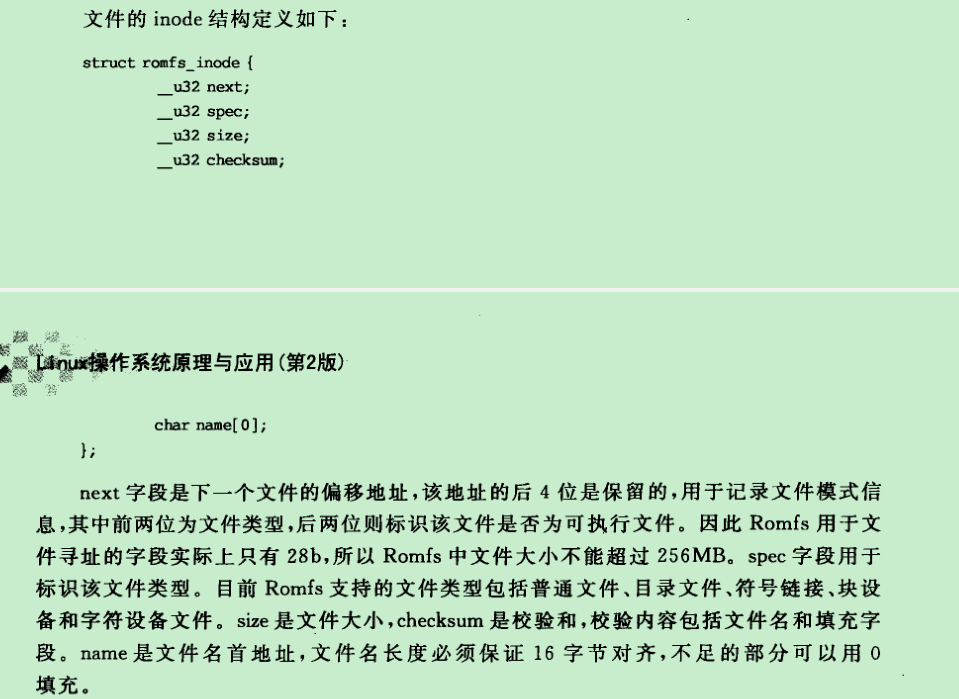 文件的 inode 结构定义如下：
struct romfs_inode {
__u32 next;
__u32 spec;
__u32 size;
__u32 checksum;
Linux操作系统原理与应用(第2版)
char name[0];
};
next 字段是下一个文件的偏移地址,该地址的后 4 位是保留的,用于记录文件模式信
息,其中前两位为文件类型,后两位则标识该文件是否为可执行文件。因此 Romfs 用于文
件寻址的字段实际上只有 28b,所以 Romfs 中文件大小不能超过 256MB。spec 字段用于
标识该文件类型。目前 Romfs 支持的文件类型包括普通文件、目录文件、符号链接、块设
备和字符设备文件。size 是文件大小,checksum 是校验和,校验内容包括文件名和填充字
段。name 是文件名首地址,文件名长度必须保证 16 字节对齐,不足的部分可以用 0
填充。